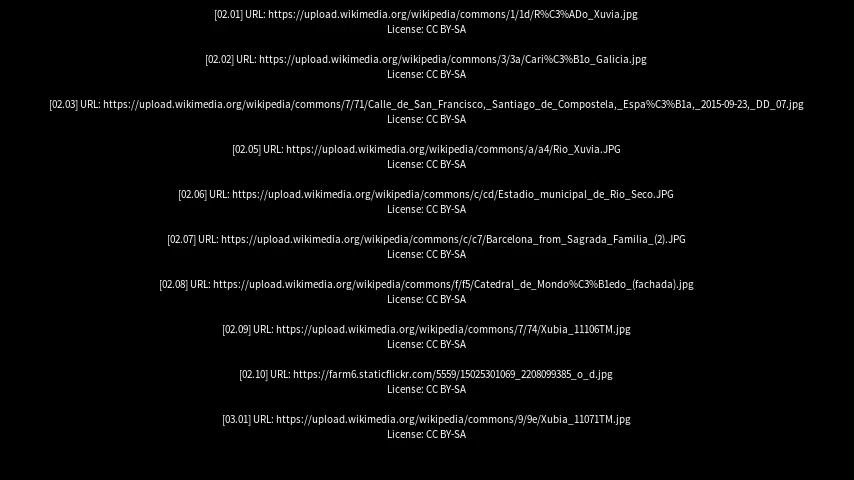 [02.01] URL: https://upload.wikimedia.org/wikipedia/commons/1/1d/R%C3%ADo_Xuvia.jpg
License: CC BY-SA
[02.02] URL: https://upload.wikimedia.org/wikipedia/commons/3/3a/Cari%C3%B1o_Galicia.jpg
License: CC BY-SA
[02.03] URL: https://upload.wikimedia.org/wikipedia/commons/7/71/Calle_de_San_Francisco,_Santiago_de_Compostela,_Espa%C3%B1a,_2015-09-23,_DD_07.jpg
License: CC BY-SA
[02.05] URL: https://upload.wikimedia.org/wikipedia/commons/a/a4/Rio_Xuvia.JPG
License: CC BY-SA
[02.06] URL: https://upload.wikimedia.org/wikipedia/commons/c/cd/Estadio_municipal_de_Rio_Seco.JPG
License: CC BY-SA
[02.07] URL: https://upload.wikimedia.org/wikipedia/commons/c/c7/Barcelona_from_Sagrada_Familia_(2).JPG
License: CC BY-SA
[02.08] URL: https://upload.wikimedia.org/wikipedia/commons/f/f5/Catedral_de_Mondo%C3%B1edo_(fachada).jpg
License: CC BY-SA
[02.09] URL: https://upload.wikimedia.org/wikipedia/commons/7/74/Xubia_11106TM.jpg
License: CC BY-SA
[02.10] URL: https://farm6.staticflickr.com/5559/15025301069_2208099385_o_d.jpg
License: CC BY-SA
[03.01] URL: https://upload.wikimedia.org/wikipedia/commons/9/9e/Xubia_11071TM.jpg
License: CC BY-SA